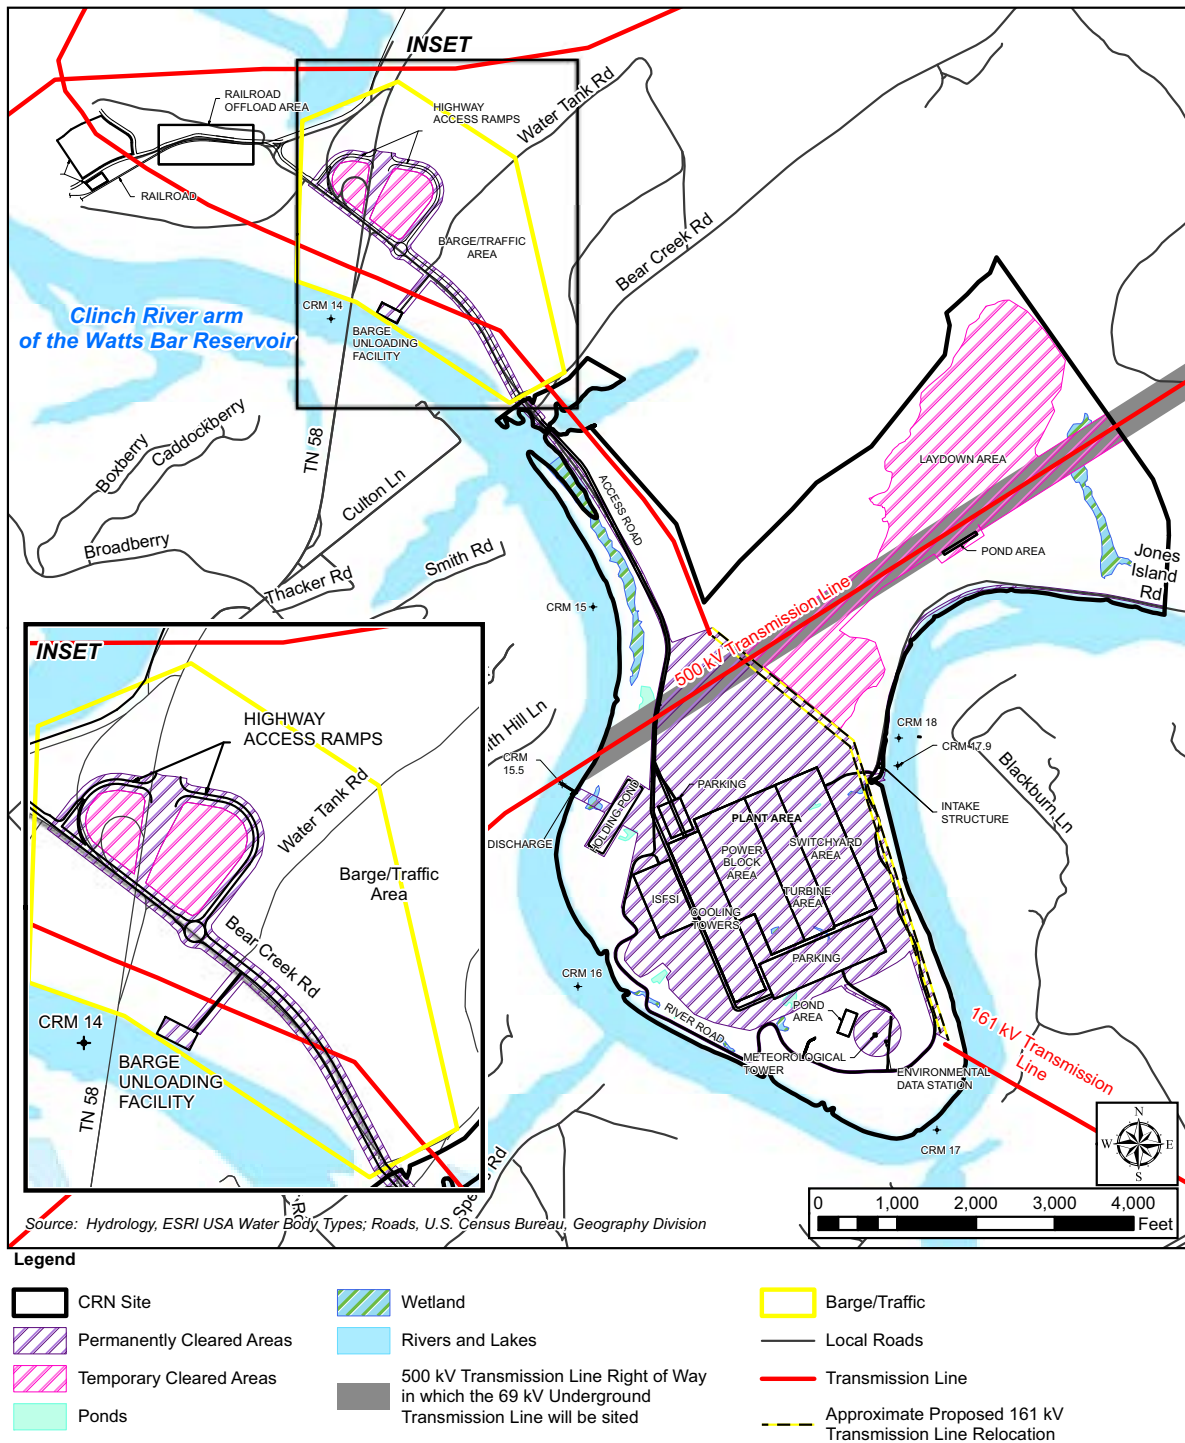 INSET
RAILROAD
OFFLOAD AREA
HIGHWAY
ACCESS RAMPS
Water Tank Rd
RAILROAD
BARGE/TRAFFIC
AREA
Bear Creek Rd
CRM 14
Clinch River arm
of the Watts Bar Reservoir
BARGE
UNLOADING
FACILITY
Boxberry
Caddockberry
TN 58
Culton Ln
Broadberry
Smith Rd
Thacker Rd
ACCESS ROAD
LAYDOWN AREA
POND AREA
Jones
Island
Rd
CRM 15
500 kV Transmission Line
INSET
HIGHWAY
ACCESS RAMPS
Water Tank Rd
Barge/Traffic
Area
Bear Creek Rd
CRM 14
BARGE
UNLOADING
FACILITY
TN 58
ith Hill Ln
CRM
15.5
DISCHARGE
HOLDING POND
PARKING
PLANT AREA
POWER
BLOCK
AREA
SWITCHYARD
AREA
TURBINE
AREA
ISFSI
COOLING
TOWERS
PARKING
CRM 18
CRM 17.9
INTAKE
STRUCTURE
Blackburn Ln
CRM 16
RIVER ROAD
POND
AREA
METEOROLOGICAL
TOWER
ENVIRONMENTAL
DATA STATION
161 kV Transmission
Line
CRM 17
N
W E
S
0 1,000 2,000 3,000 4,000
Feet
Rd
Source: Hydrology, ESRI USA Water Body Types; Roads, U.S. Census Bureau, Geography Division
Legend
CRN Site
Permanently Cleared Areas
Temporary Cleared Areas
Ponds
Wetland
Rivers and Lakes
500 kV Transmission Line Right of Way
in which the 69 kV Underground
Transmission Line will be sited
Barge/Traffic
Local Roads
Transmission Line
Approximate Proposed 161 kV
Transmission Line Relocation